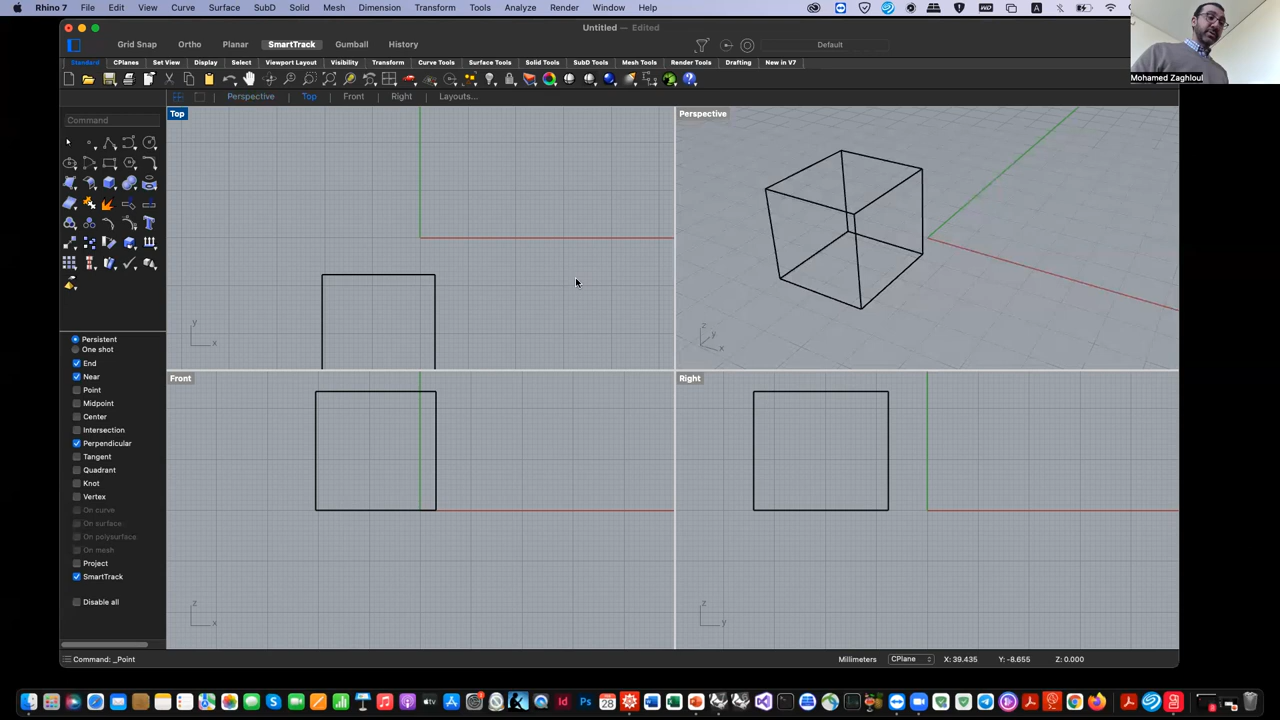 Rhino 7 File Edit View Curve Surface SubD Solid Mesh Dimension Transform Tools Analyze Render Window Help
Untitled — Edited
Grid Snap Ortho Planar SmartTrack Gumball History Default
Standard CPlanes Set View Display Select Viewport Layout Visibility Transform Curve Tools Surface Tools Solid Tools SubD Tools Mesh Tools Render Tools Drafting New in V7
Perspective Top Front Right Layouts...
Mohamed Zaghloul
Command
Top
Perspective
y
x
z
y
x
Persistent
One shot
End
Near
Point
Midpoint
Center
Intersection
Perpendicular
Tangent
Quadrant
Knot
Vertex
On curve
On surface
On polysurface
On mesh
Project
SmartTrack
Disable all
Front
Right
z
x
z
y
Command: _Point
Millimeters CPlane X: 39.435 Y: -8.655 Z: 0.000